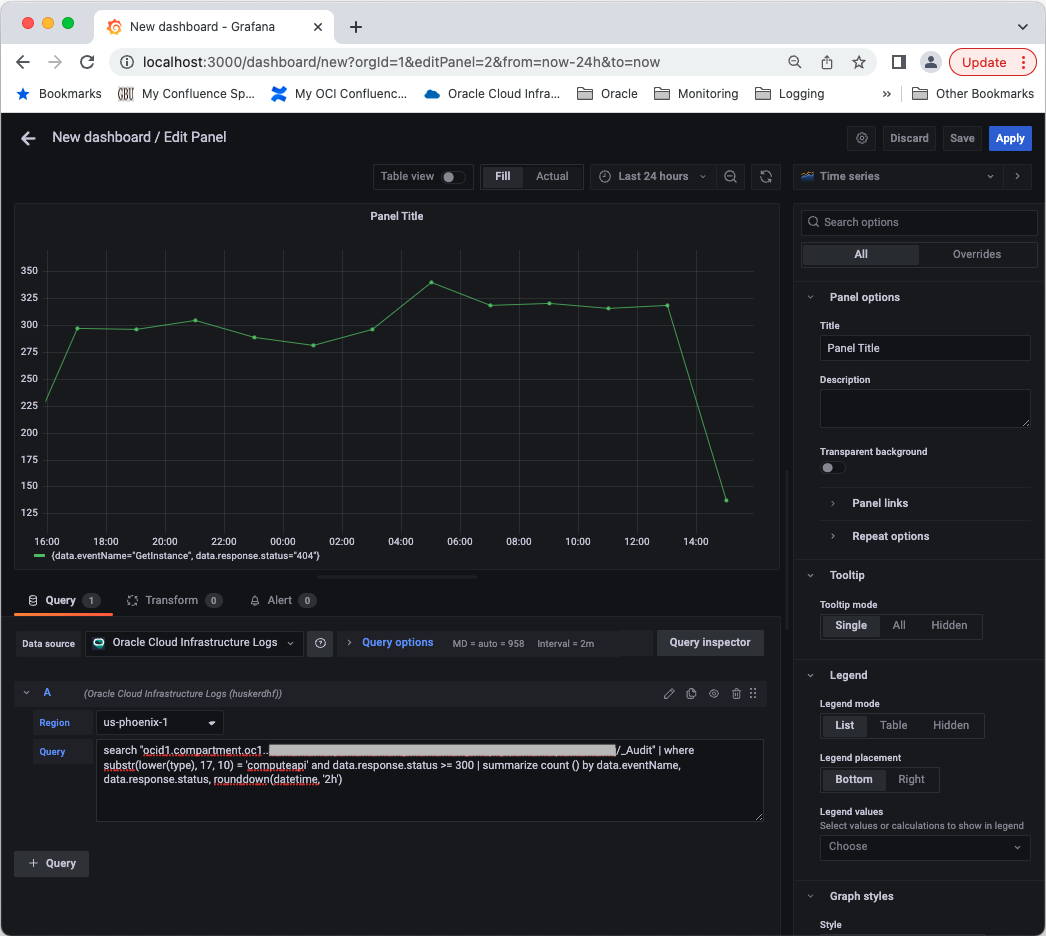 New dashboard - Grafana
localhost:3000/dashboard/new?orgId=1&editPanel=2&from=now-24h&to=now
Update
Bookmarks
My Confluence Sp...
My OCI Confluenc...
Oracle Cloud Infra...
Oracle
Monitoring
Logging
»
Other Bookmarks
New dashboard / Edit Panel
Discard
Save
Apply
Table view
Fill
Actual
Last 24 hours
Time series
Panel Title
350
325
300
275
250
225
200
175
150
125
16:00 18:00 20:00 22:00 00:00 02:00 04:00 06:00 08:00 10:00 12:00 14:00
{data.eventName="GetInstance", data.response.status="404"}
Query 1
Transform 0
Alert 0
Data source
Oracle Cloud Infrastructure Logs
Query options
MD = auto = 958
Interval = 2m
Query inspector
A
(Oracle Cloud Infrastructure Logs (huskerdhf))
Region
us-phoenix-1
Query
search "ocid1.compartment.oc1.. /_Audit" | where
substr(lower(type), 17, 10) = 'computeapi' and data.response.status >= 300 | summarize count () by data.eventName,
data.response.status, rounddown(datetime, '2h')
+ Query
Search options
All
Overrides
Panel options
Title
Panel Title
Description
Transparent background
Panel links
Repeat options
Tooltip
Tooltip mode
Single
All
Hidden
Legend
Legend mode
List
Table
Hidden
Legend placement
Bottom
Right
Legend values
Select values or calculations to show in legend
Choose
Graph styles
Style